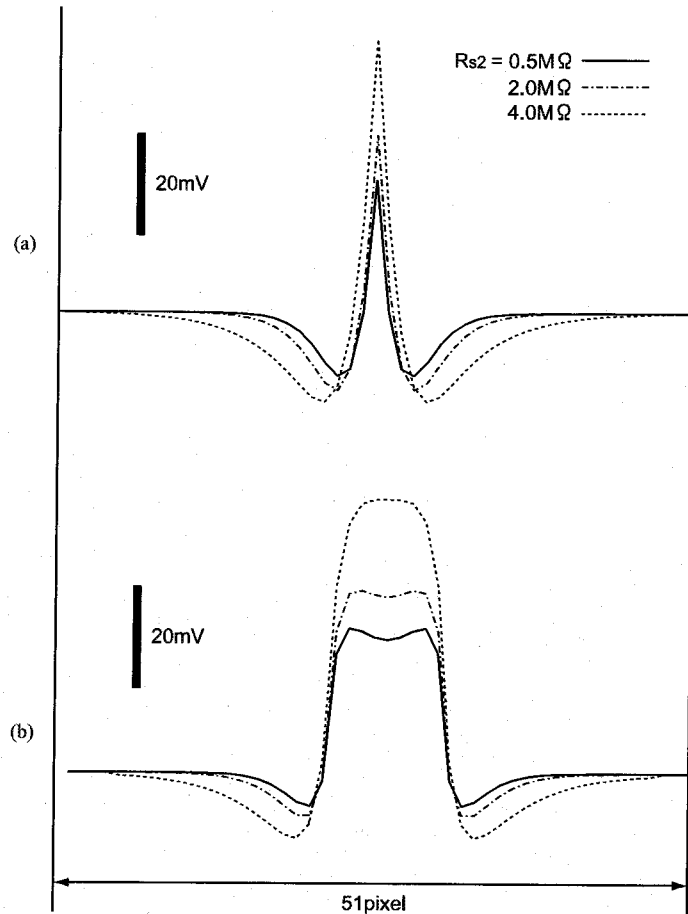 Rs2 = 0.5MΩ
2.0MΩ
4.0MΩ
20mV
(a)
20mV
(b)
51pixel